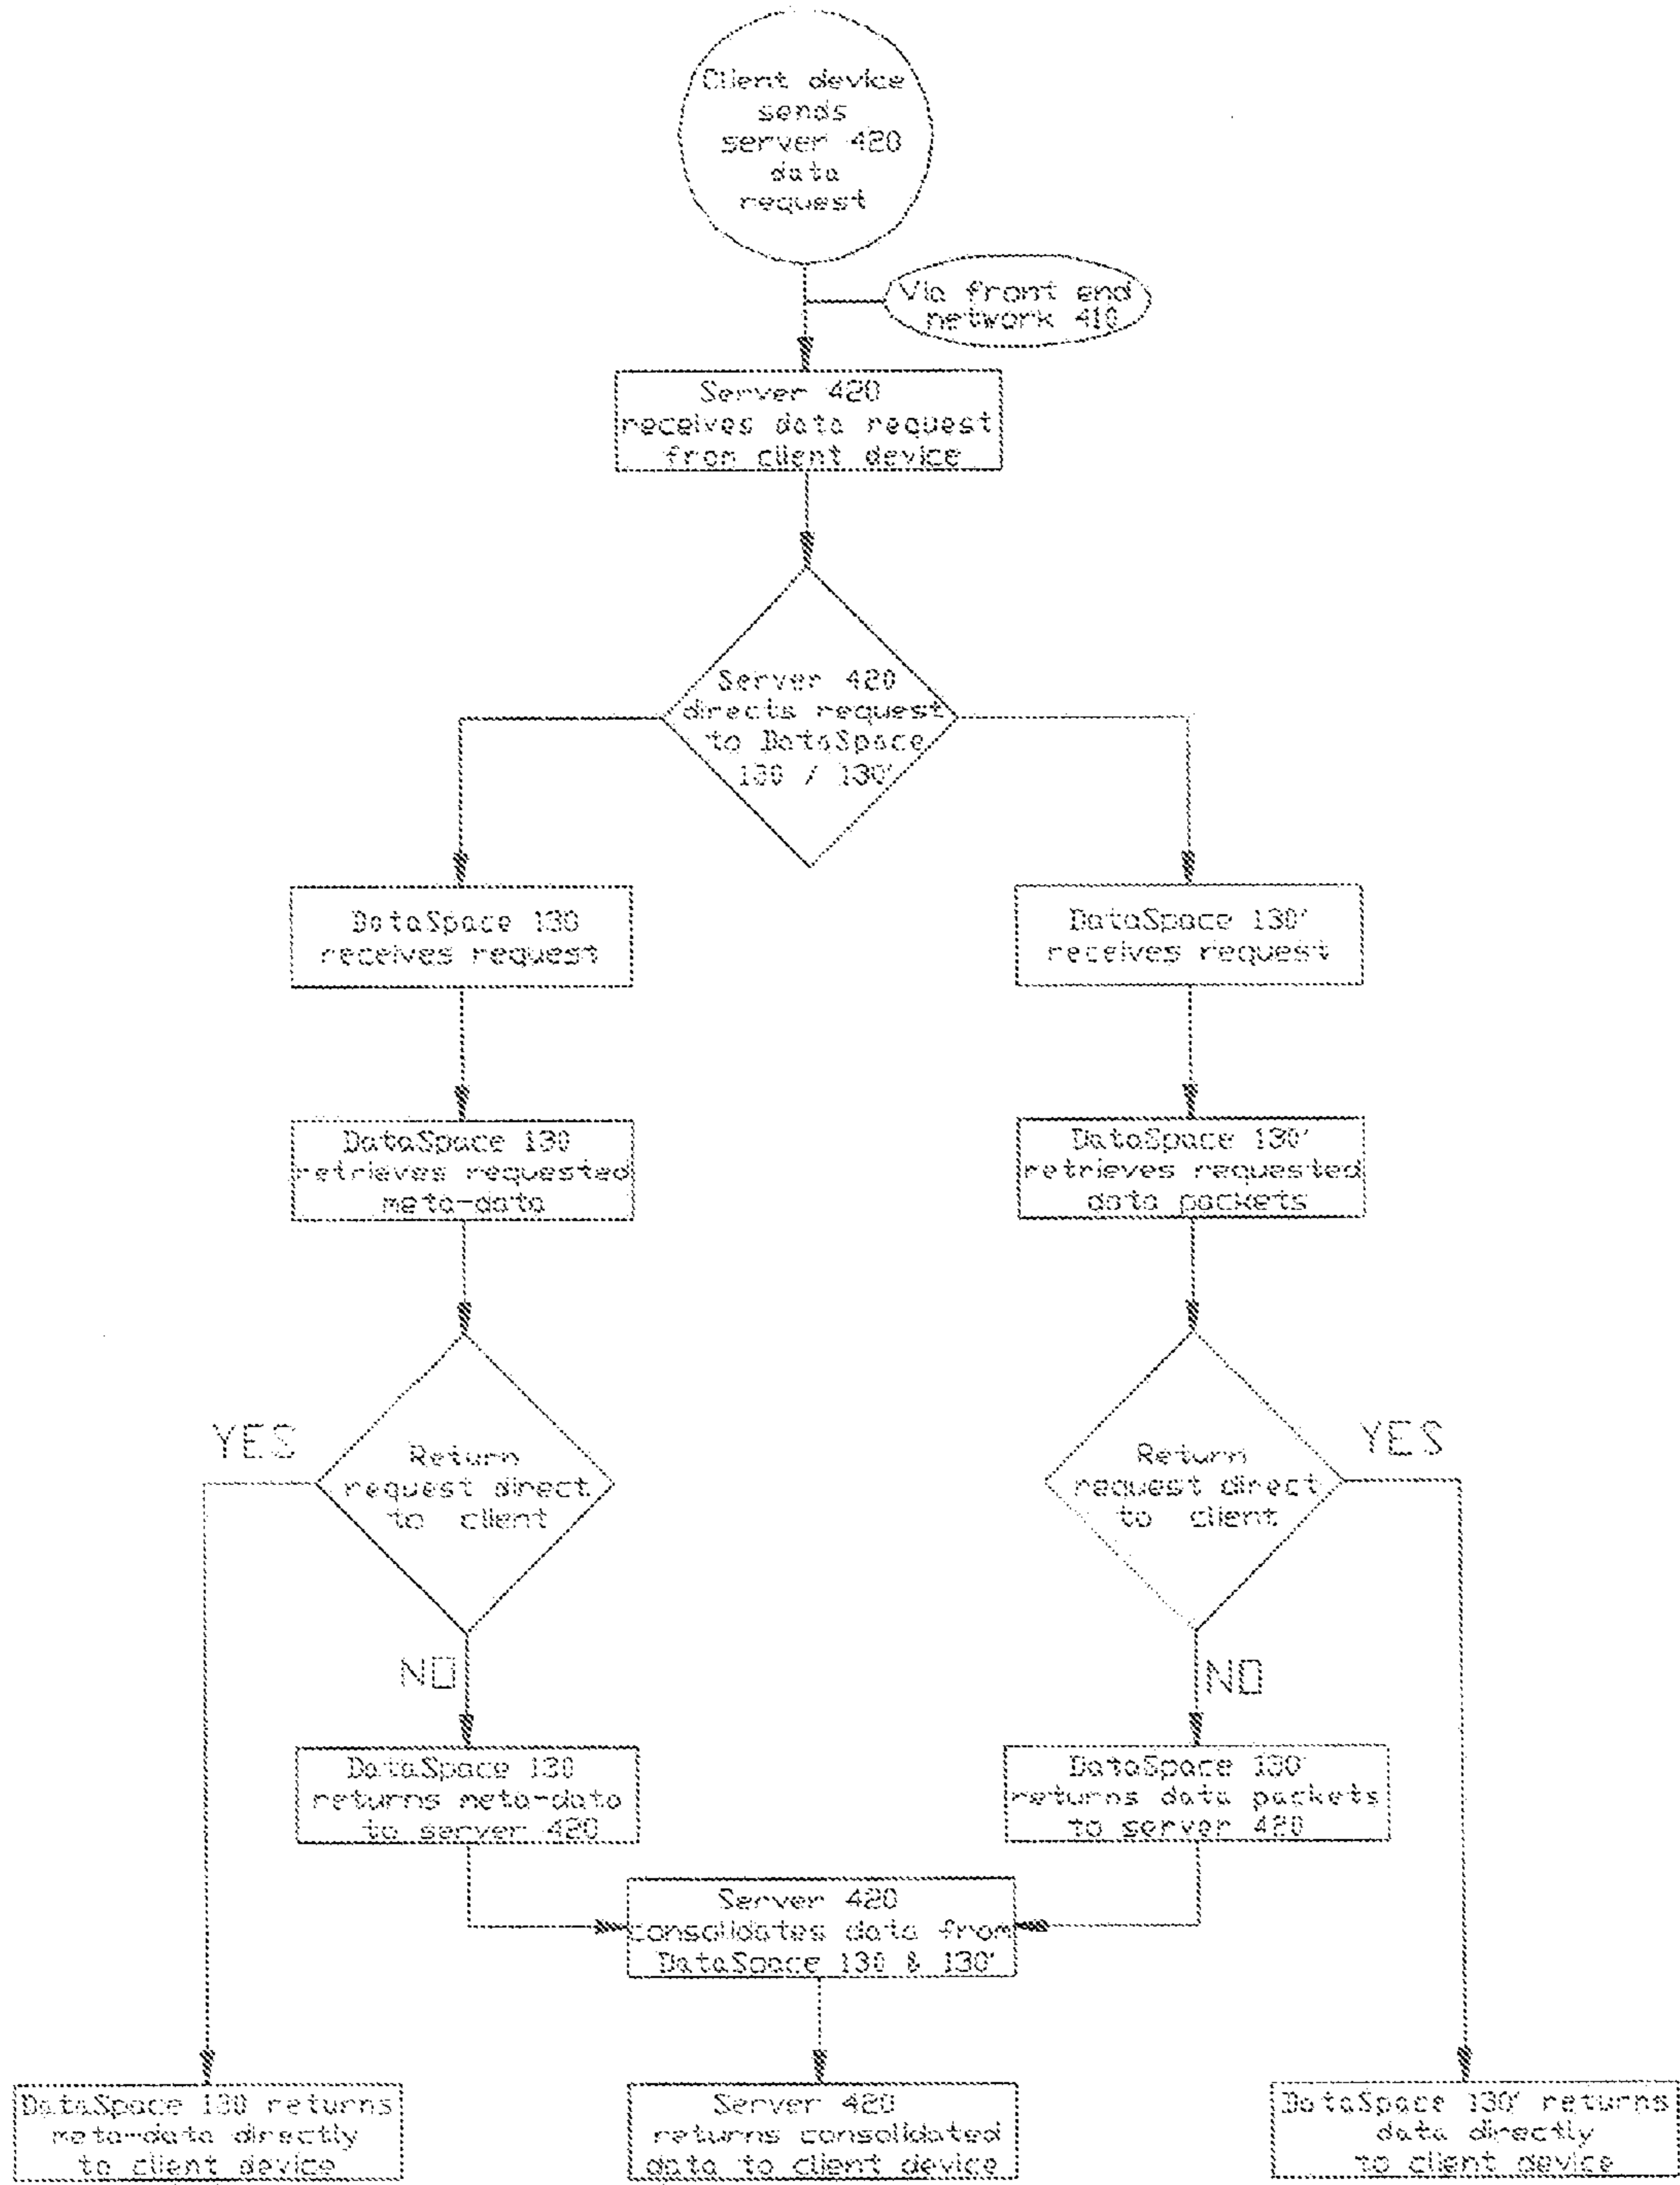 Client device
sends
server 420
data
request
Via front end
network 410
Server 420
receives data request
from client device
Server 420
directs request
to DataSpace
130 / 130'
DataSpace 130
receives request
DataSpace 130'
receives request
DataSpace 130
retrieves requested
meta-data
DataSpace 130'
retrieves requested
data packets
YES
Return
request direct
to client
Return
request direct
to client
YES
NO
NO
DataSpace 130
returns meta-data
to server 420
DataSpace 130'
returns data packets
to server 420
Server 420
consolidates data from
DataSpace 130 & 130'
DataSpace 130 returns
meta-data directly
to client device
Server 420
returns consolidated
data to client device
DataSpace 130' returns
data directly
to client device